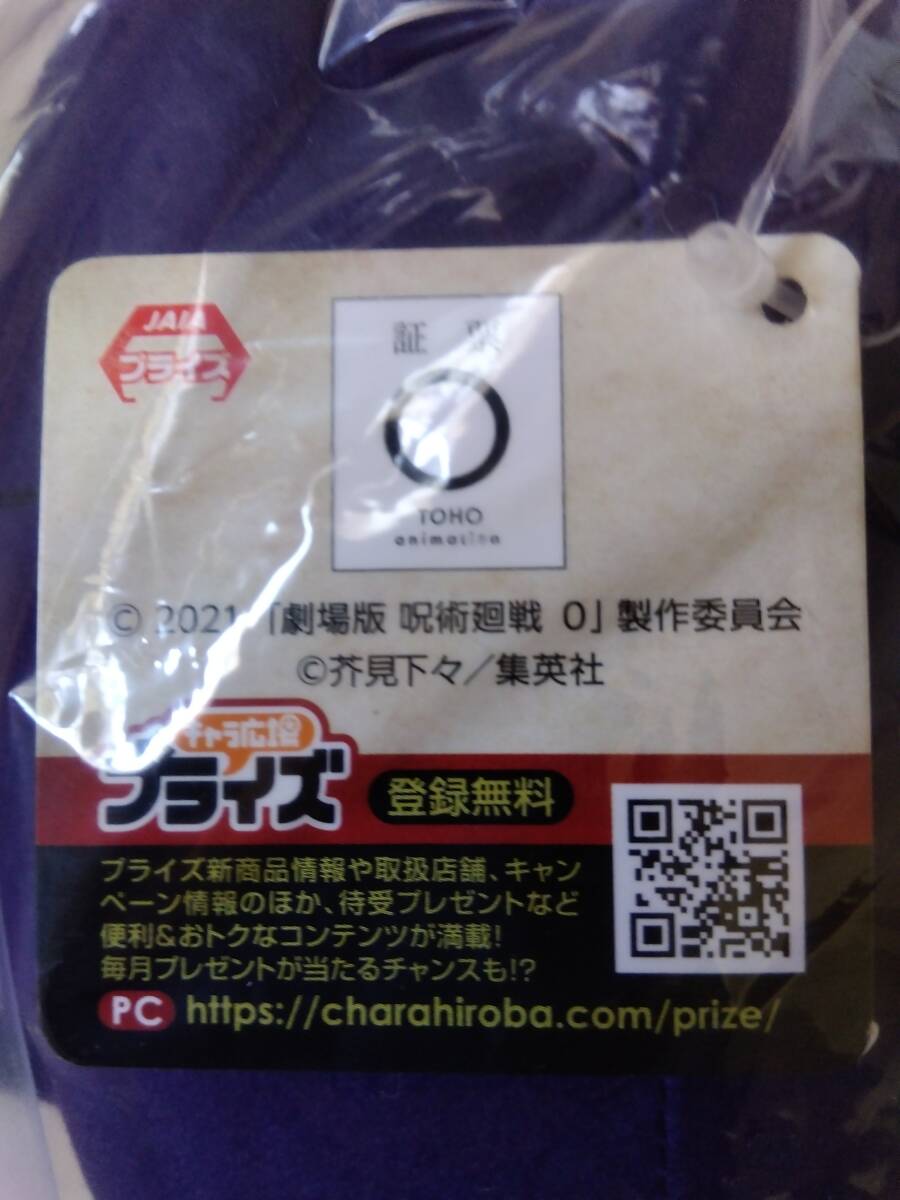 JAIA
プライズ
証 票
TOHO
animation
© 2021 「劇場版 呪術廻戦 0」製作委員会
©芥見下々／集英社
キャラ広場
プライズ
登録無料
プライズ新商品情報や取扱店舗、キャン
ペーン情報のほか、待受プレゼントなど
便利&おトクなコンテンツが満載!
毎月プレゼントが当たるチャンスも!?
PC https://charahiroba.com/prize/